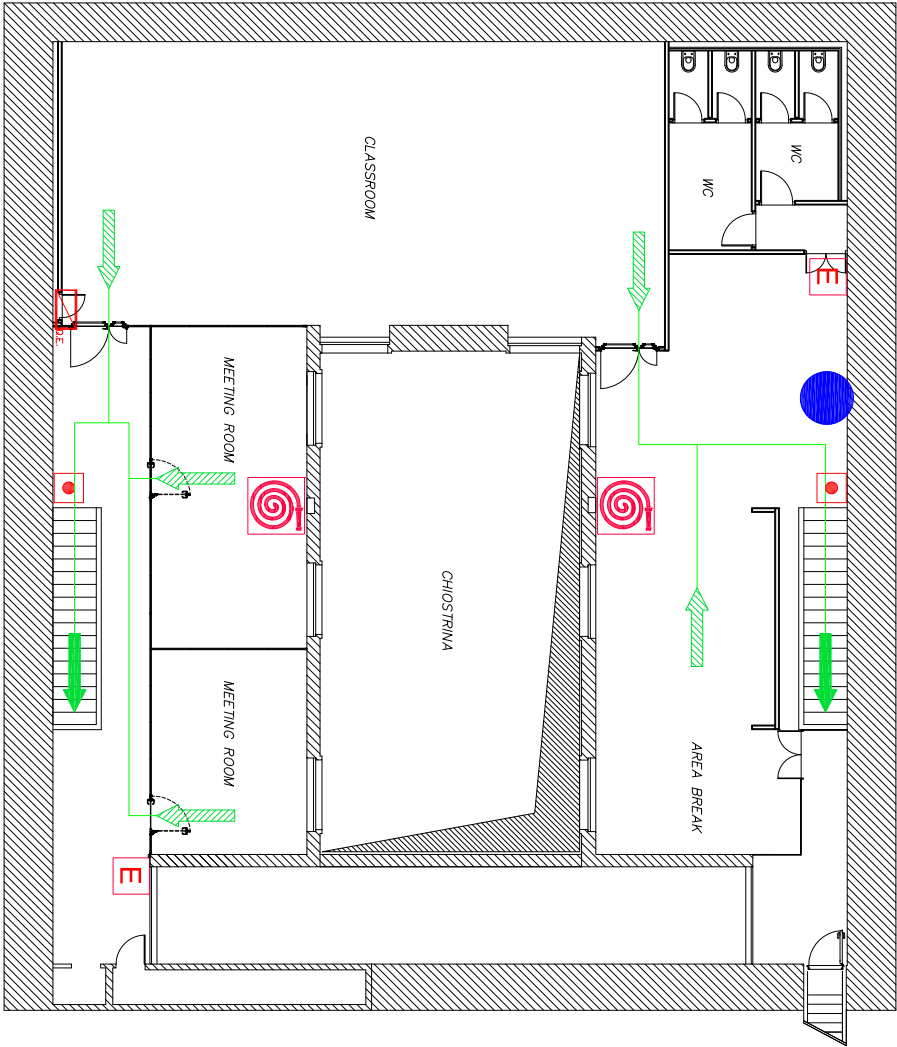 CLASSROOM
WC
WC
E
Q.E.
MEETING ROOM
CHIOSTRINA
MEETING ROOM
AREA BREAK
E